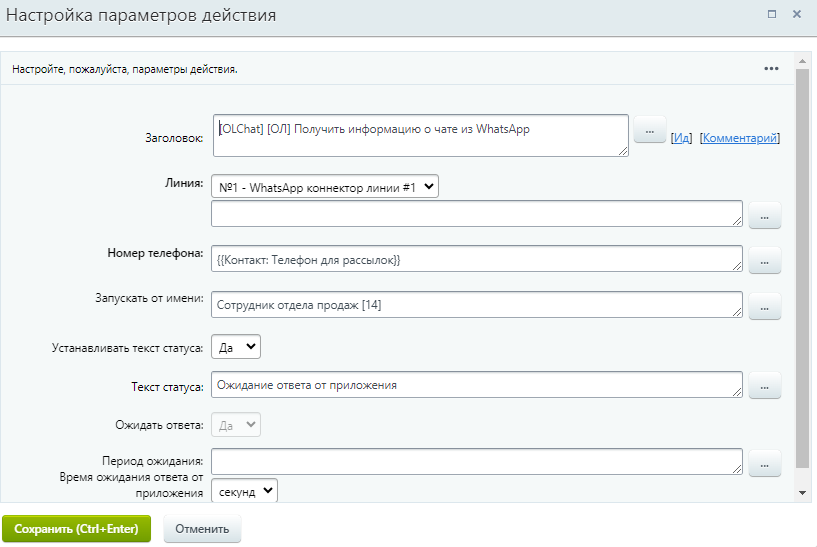 Настройка параметров действия
Настройте, пожалуйста, параметры действия.
Заголовок: [OLChat] [ОЛ] Получить информацию о чате из WhatsApp ... [Ид] [Комментарий]
Линия: №1 - WhatsApp коннектор линии #1
...
Номер телефона: {{Контакт: Телефон для рассылок}} ...
Запускать от имени: Сотрудник отдела продаж [14] ...
Устанавливать текст статуса: Да
Текст статуса: Ожидание ответа от приложения ...
Ожидать ответа: Да
Период ожидания: ...
Время ожидания ответа от
приложения секунд
Сохранить (Ctrl+Enter) Отменить